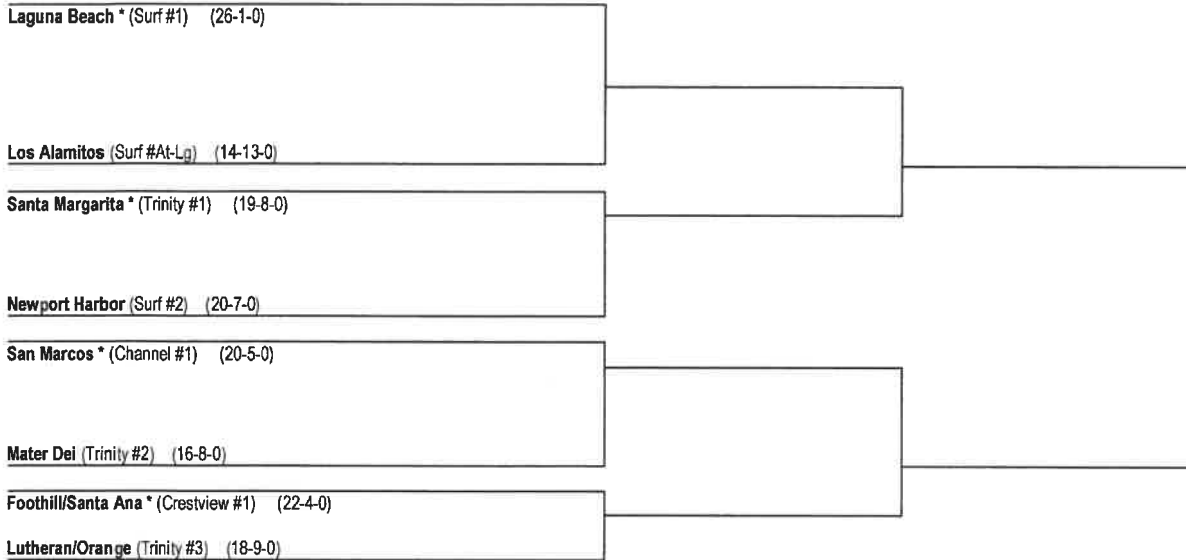 Laguna Beach * (Surf #1) (26-1-0)
Los Alamitos (Surf #At-Lg) (14-13-0)
Santa Margarita * (Trinity #1) (19-8-0)
Newport Harbor (Surf #2) (20-7-0)
San Marcos * (Channel #1) (20-5-0)
Mater Dei (Trinity #2) (16-8-0)
Foothill/Santa Ana * (Crestview #1) (22-4-0)
Lutheran/Orange (Trinity #3) (18-9-0)